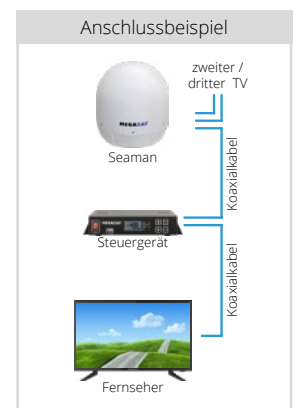 Anschlussbeispiel
zweiter /
dritter TV
MEGASAT
Seaman
Koaxialkabel
Steuergerät
Koaxialkabel
Fernseher